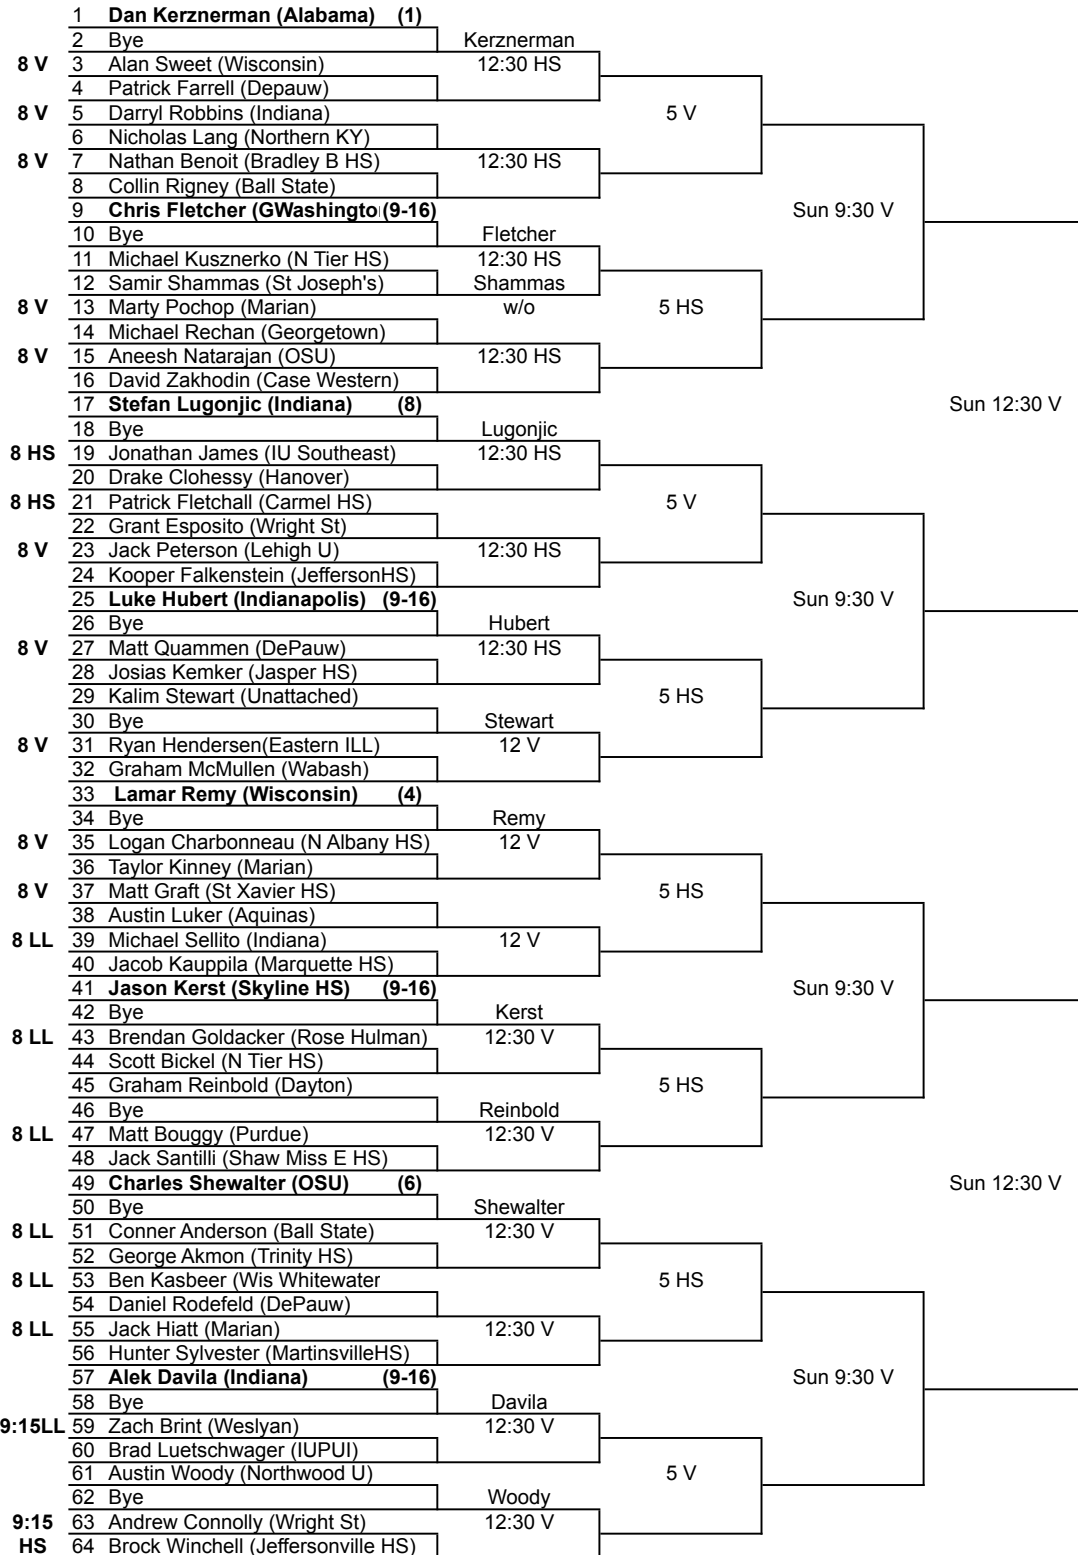 1 Dan Kerznerman (Alabama) (1)
2 Bye Kerznerman
8 V 3 Alan Sweet (Wisconsin) 12:30 HS
4 Patrick Farrell (Depauw)
8 V 5 Darryl Robbins (Indiana) 5 V
6 Nicholas Lang (Northern KY)
8 V 7 Nathan Benoit (Bradley B HS) 12:30 HS
8 Collin Rigney (Ball State)
9 Chris Fletcher (GWashingto (9-16) Sun 9:30 V
10 Bye Fletcher
11 Michael Kusznerko (N Tier HS) 12:30 HS
12 Samir Shammas (St Joseph's) Shammas
8 V 13 Marty Pochop (Marian) w/o 5 HS
14 Michael Rechan (Georgetown)
8 V 15 Aneesh Natarajan (OSU) 12:30 HS
16 David Zakhodin (Case Western)
17 Stefan Lugonjic (Indiana) (8) Sun 12:30 V
18 Bye Lugonjic
8 HS 19 Jonathan James (IU Southeast) 12:30 HS
20 Drake Clohessy (Hanover)
8 HS 21 Patrick Fletchall (Carmel HS) 5 V
22 Grant Esposito (Wright St)
8 V 23 Jack Peterson (Lehigh U) 12:30 HS
24 Kooper Falkenstein (JeffersonHS)
25 Luke Hubert (Indianapolis) (9-16) Sun 9:30 V
26 Bye Hubert
8 V 27 Matt Quammen (DePauw) 12:30 HS
28 Josias Kemker (Jasper HS)
29 Kalim Stewart (Unattached) 5 HS
30 Bye Stewart
8 V 31 Ryan Hendersen(Eastern ILL) 12 V
32 Graham McMullen (Wabash)
33 Lamar Remy (Wisconsin) (4)
34 Bye Remy
8 V 35 Logan Charbonneau (N Albany HS) 12 V
36 Taylor Kinney (Marian)
8 V 37 Matt Graft (St Xavier HS) 5 HS
38 Austin Luker (Aquinas)
8 LL 39 Michael Sellito (Indiana) 12 V
40 Jacob Kauppila (Marquette HS)
41 Jason Kerst (Skyline HS) (9-16) Sun 9:30 V
42 Bye Kerst
8 LL 43 Brendan Goldacker (Rose Hulman) 12:30 V
44 Scott Bickel (N Tier HS)
45 Graham Reinbold (Dayton) 5 HS
46 Bye Reinbold
8 LL 47 Matt Bouggy (Purdue) 12:30 V
48 Jack Santilli (Shaw Miss E HS)
49 Charles Shewalter (OSU) (6) Sun 12:30 V
50 Bye Shewalter
8 LL 51 Conner Anderson (Ball State) 12:30 V
52 George Akmon (Trinity HS)
8 LL 53 Ben Kasbeer (Wis Whitewater 5 HS
54 Daniel Rodefeld (DePauw)
8 LL 55 Jack Hiatt (Marian) 12:30 V
56 Hunter Sylvester (MartinsvilleHS)
57 Alek Davila (Indiana) (9-16) Sun 9:30 V
58 Bye Davila
9:15LL 59 Zach Brint (Weslyan) 12:30 V
60 Brad Luetschwager (IUPUI)
61 Austin Woody (Northwood U) 5 V
62 Bye Woody
9:15 63 Andrew Connolly (Wright St) 12:30 V
HS 64 Brock Winchell (Jeffersonville HS)